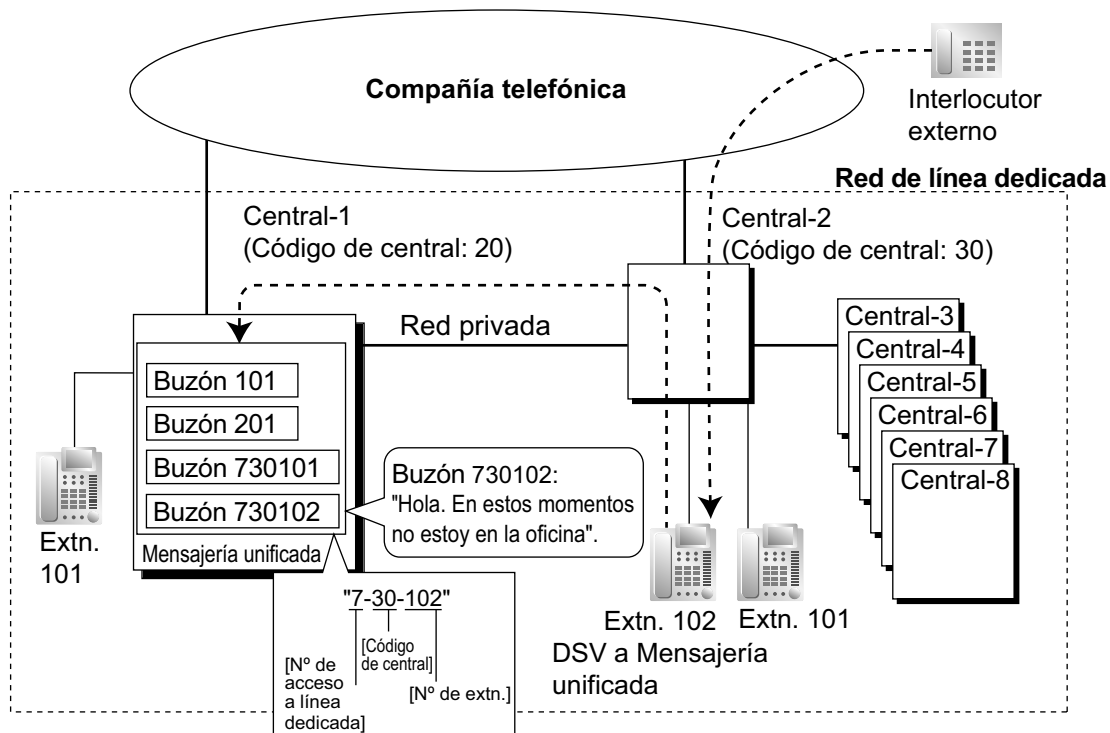 Compañía telefónica
Interlocutor
externo
Red de línea dedicada
Central-1
(Código de central: 20)
Central-2
(Código de central: 30)
Red privada
Central-3
Central-4
Central-5
Central-6
Central-7
Central-8
Buzón 101
Buzón 201
Buzón 730101
Buzón 730102
Mensajería unificada
Extn.
101
Buzón 730102:
"Hola. En estos momentos
no estoy en la oficina".
"7-30-102"
[Código
de central]
[Nº de
acceso
a línea
dedicada]
[Nº de extn.]
Extn. 102
DSV a Mensajería
unificada
Extn. 101